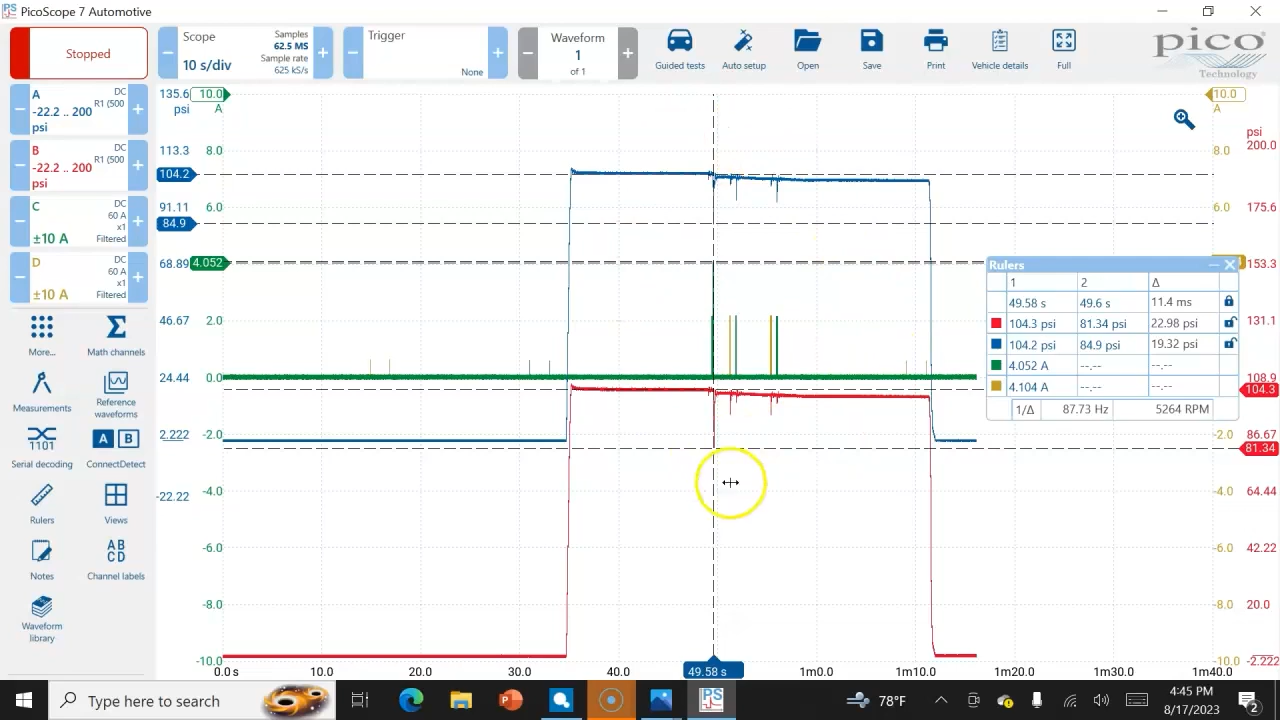 PicoScope 7 Automotive
Stopped
Scope
Samples
62.5 MS
Sample rate
10 s/div
625 kS/s
Trigger
None
Waveform
1
of 1
Guided tests
Auto setup
Open
Save
Print
Vehicle details
Full
pico
Technology
A
DC
R1 (500
-22.2 .. 200
psi
B
DC
R1 (500
-22.2 .. 200
psi
C
DC
60 A
x1
±10 A
Filtered
D
DC
60 A
x1
±10 A
Filtered
More...
Math channels
Measurements
Reference
waveforms
1101
A B
Serial decoding
ConnectDetect
Rulers
Views
AB
CD
Notes
Channel labels
Waveform
library
135.6
psi
113.3
104.2
91.11
84.9
68.89
46.67
24.44
2.222
-22.22
10.0
A
8.0
6.0
4.052
2.0
0.0
-2.0
-4.0
-6.0
-8.0
-10.0
10.0
A
8.0
6.0
-2.0
-4.0
-6.0
-8.0
-10.0
psi
200.0
175.6
153.3
131.1
108.9
104.3
86.67
81.34
64.44
42.22
20.0
-2.222
Rulers
1 2 Δ
49.58 s 49.6 s 11.4 ms
104.3 psi 81.34 psi 22.98 psi
104.2 psi 84.9 psi 19.32 psi
4.052 A --.-- --.--
4.104 A --.-- --.--
1/Δ 87.73 Hz 5264 RPM
0.0 s 10.0 20.0 30.0 40.0 49.58 s 1m0.0 1m10.0 1m20.0 1m30.0 1m40.0
Type here to search
P
PS
78°F
4:45 PM
8/17/2023
2